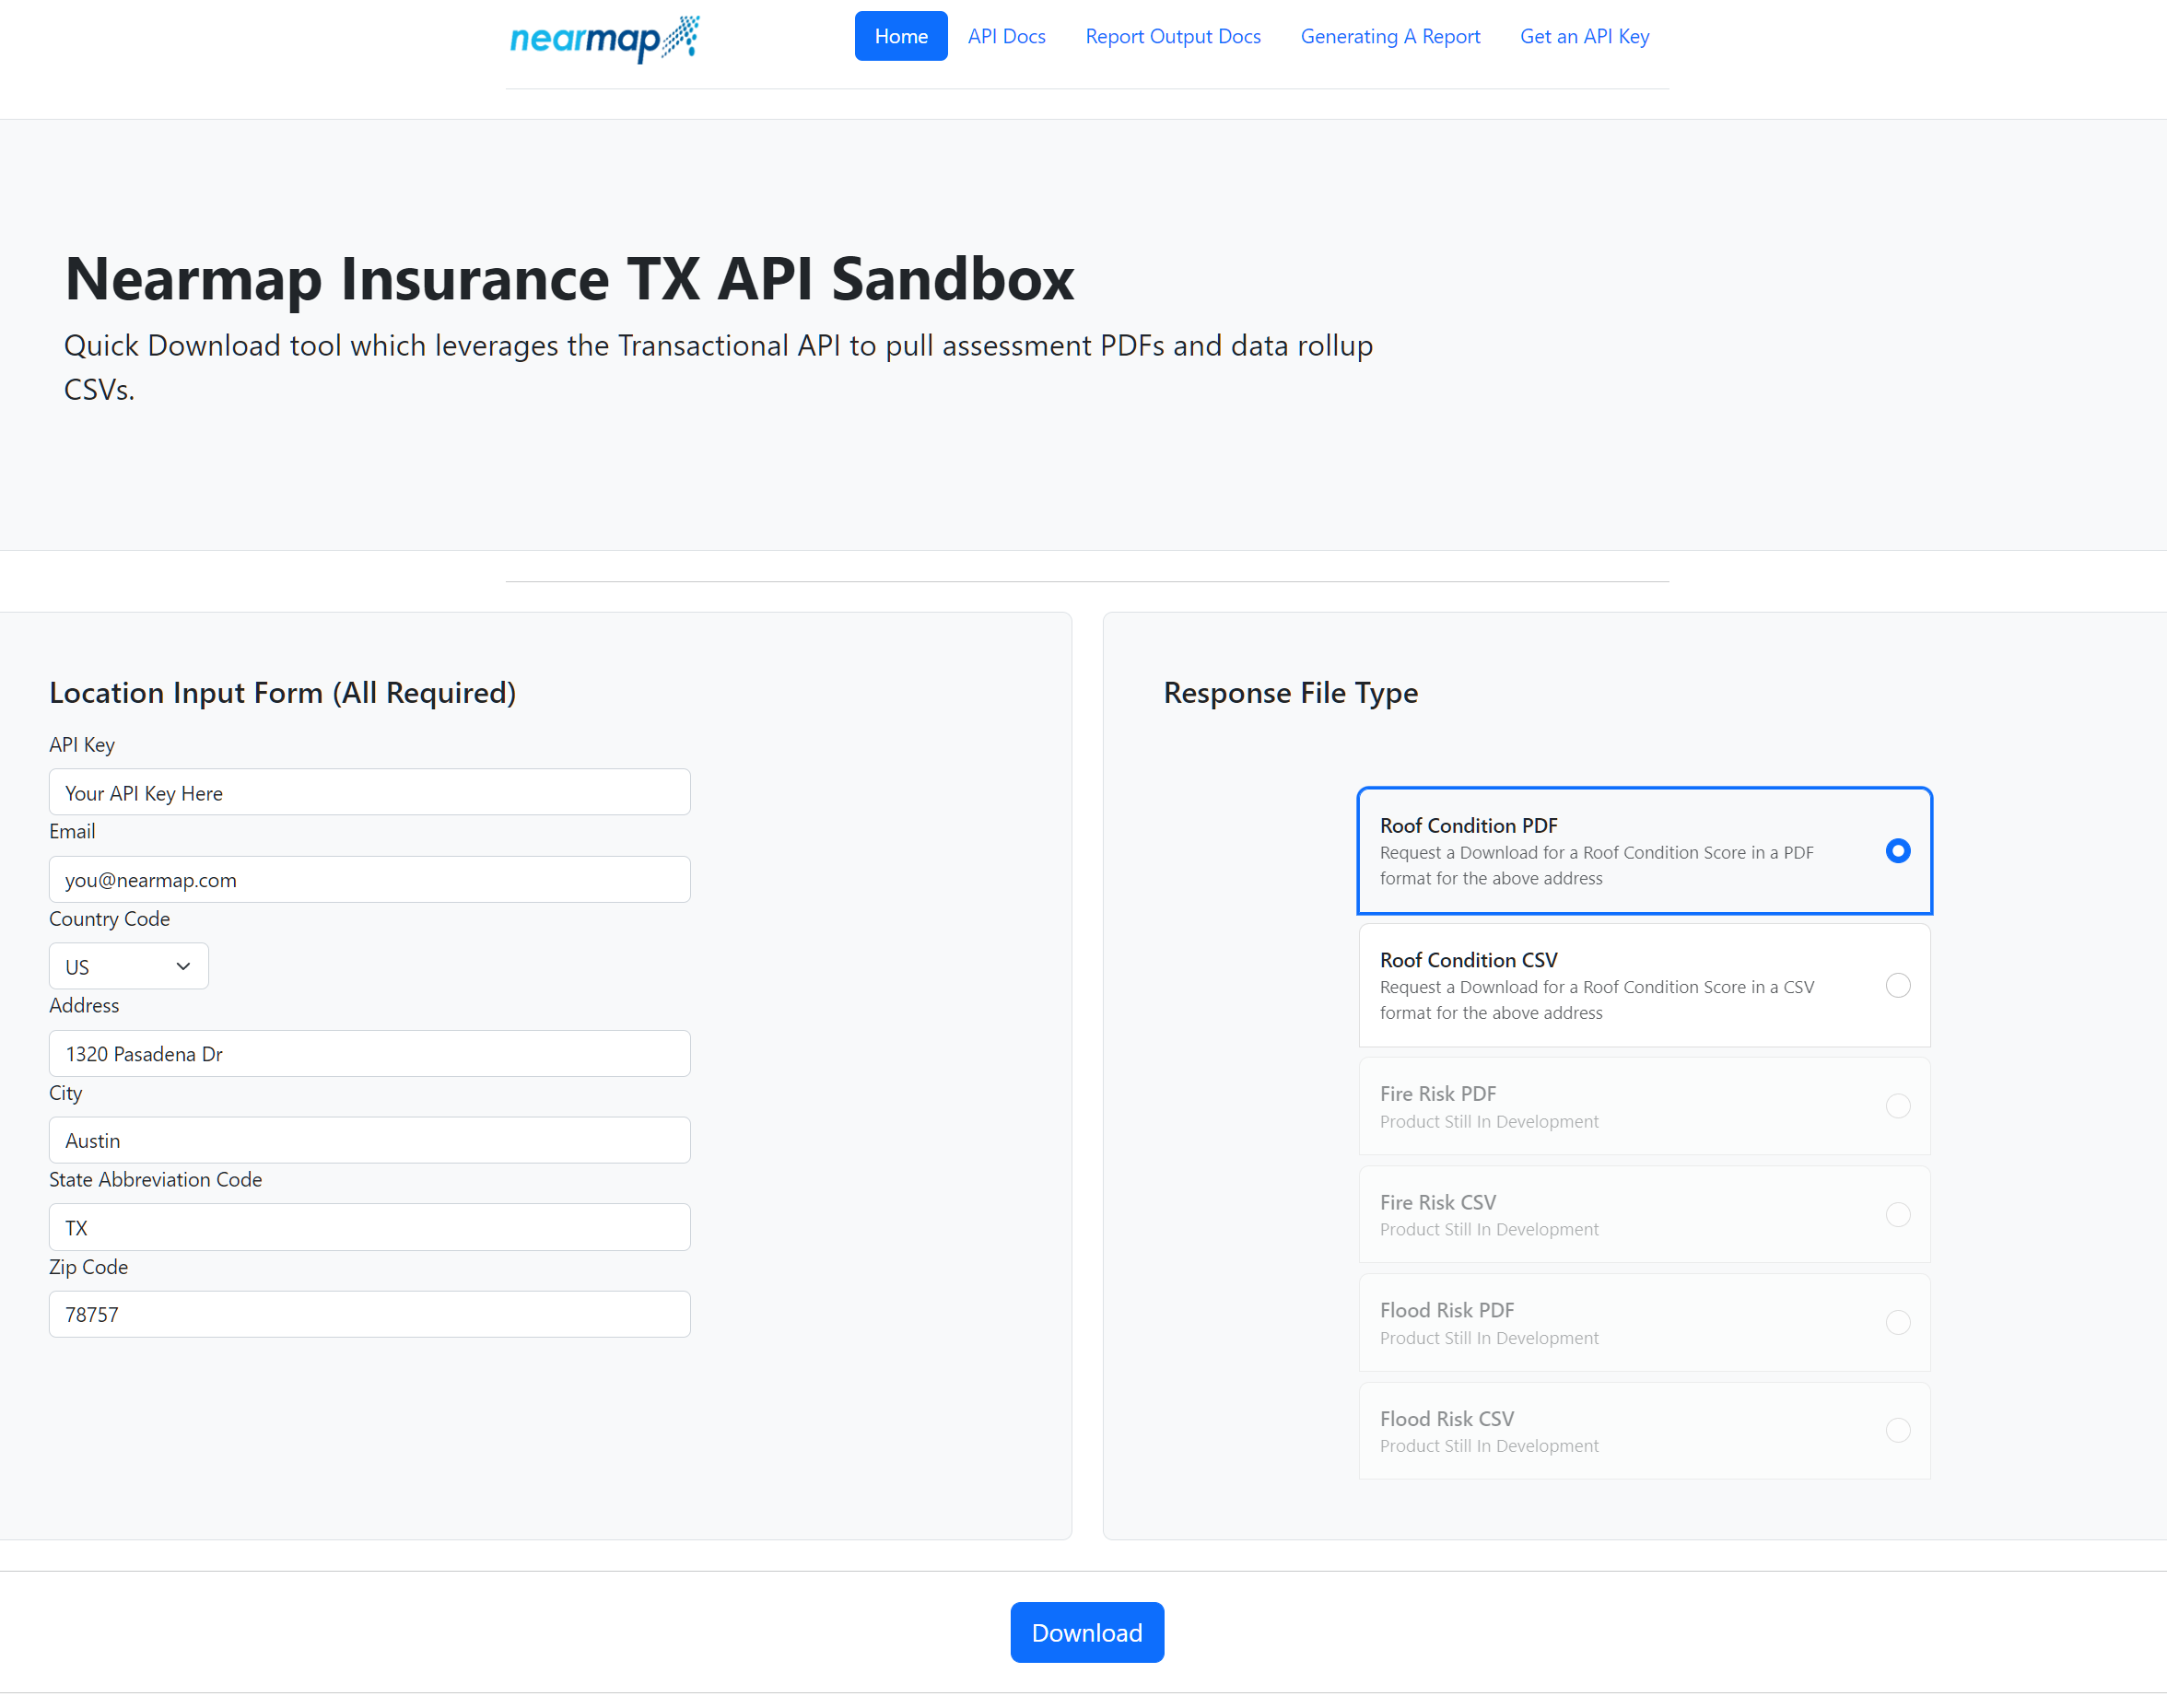 nearmap
Home
API Docs
Report Output Docs
Generating A Report
Get an API Key
Nearmap Insurance TX API Sandbox
Quick Download tool which leverages the Transactional API to pull assessment PDFs and data rollup
CSVs.
Location Input Form (All Required)
API Key
Your API Key Here
Email
you@nearmap.com
Country Code
US
Address
1320 Pasadena Dr
City
Austin
State Abbreviation Code
TX
Zip Code
78757
Response File Type
Roof Condition PDF
Request a Download for a Roof Condition Score in a PDF
format for the above address
Roof Condition CSV
Request a Download for a Roof Condition Score in a CSV
format for the above address
Fire Risk PDF
Product Still In Development
Fire Risk CSV
Product Still In Development
Flood Risk PDF
Product Still In Development
Flood Risk CSV
Product Still In Development
Download